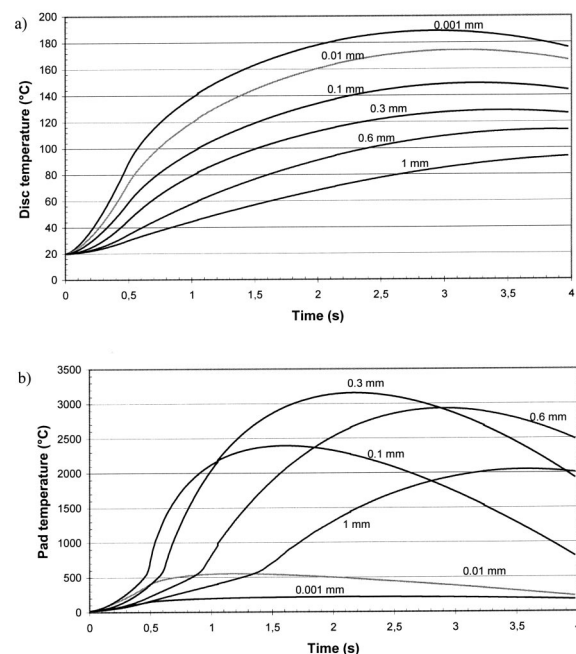 a)
200
180
160
140
120
100
80
60
40
20
0
Disc temperature (°C)
0.001 mm
0.01 mm
0.1 mm
0.3 mm
0.6 mm
1 mm
0 0,5 1 1,5 2 2,5 3 3,5 4
Time (s)
b)
3500
3000
2500
2000
1500
1000
500
0
Pad temperature (°C)
0.3 mm
0.6 mm
0.1 mm
1 mm
0.01 mm
0.001 mm
0 0,5 1 1,5 2 2,5 3 3,5 4
Time (s)